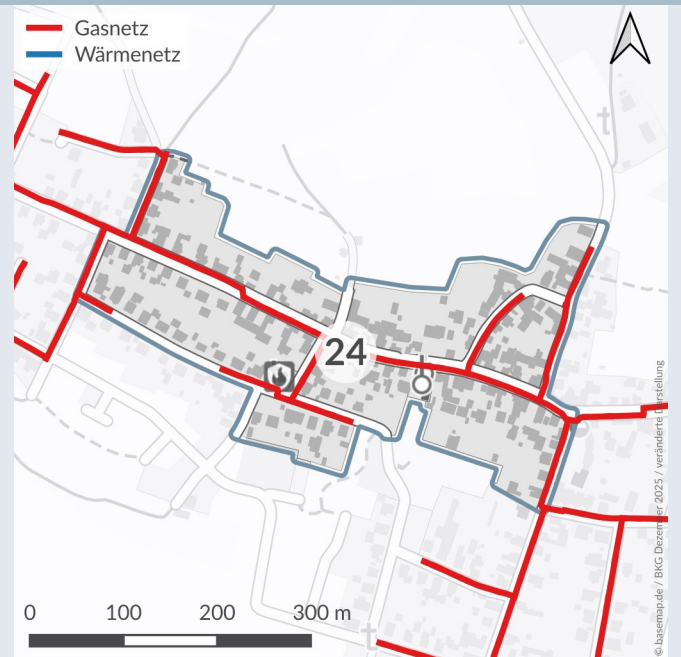 Gasnetz
Wärmenetz
24
0 100 200 300 m
© basemap.de / BKG Dezember 2025 / veränderte Darstellung